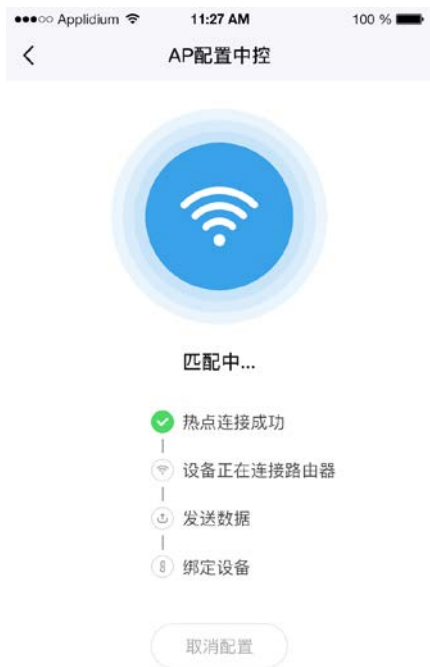 Applidium 11:27 AM 100 %
AP配置中控
匹配中...
热点连接成功
设备正在连接路由器
发送数据
绑定设备
取消配置